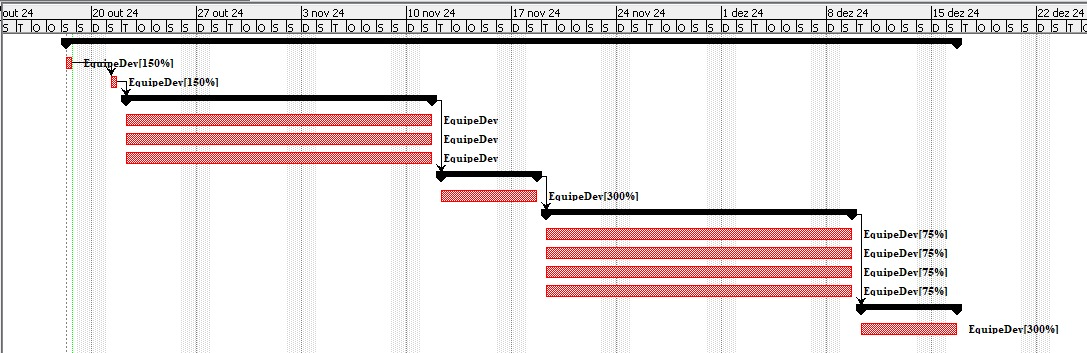 out 24 20 out 24 27 out 24 3 nov 24 10 nov 24 17 nov 24 24 nov 24 1 dez 24 8 dez 24 15 dez 24 22 dez 24
S T O O S S D S T O O S S D S T O O S S D S T O O S S D S T O O S S D S T O O S S D S T O O S S D S T O O S S D S T O O S S D S T O O S S D S T O
EquipeDev[150%]
EquipeDev[150%]
EquipeDev
EquipeDev
EquipeDev
EquipeDev[300%]
EquipeDev[75%]
EquipeDev[75%]
EquipeDev[75%]
EquipeDev[75%]
EquipeDev[300%]